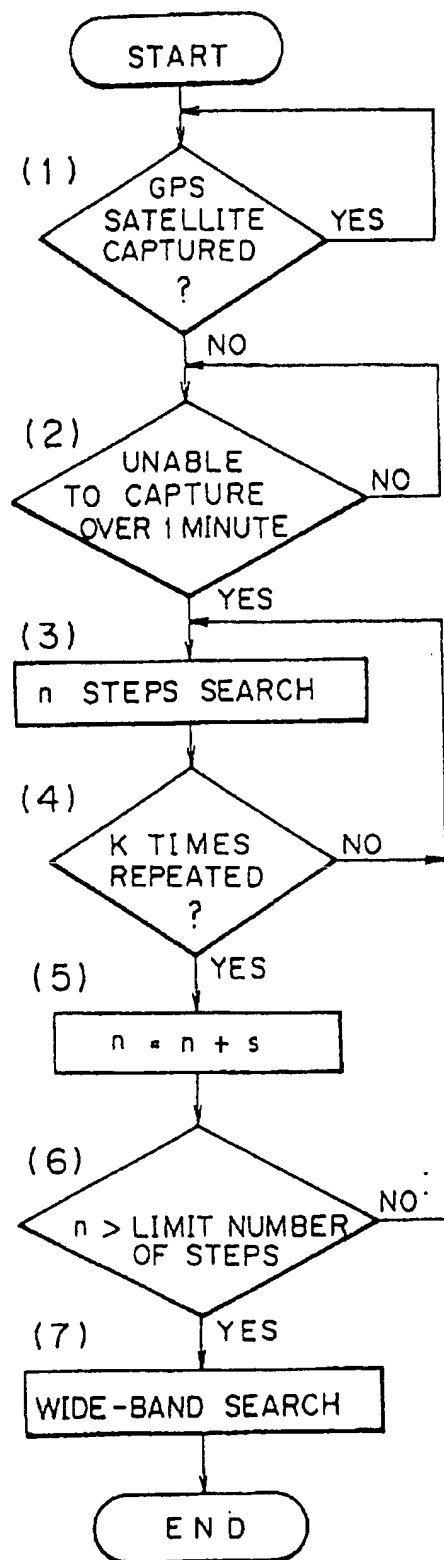 START
(1)
GPS
SATELLITE
CAPTURED
?
YES
NO
(2)
UNABLE
TO CAPTURE
OVER 1 MINUTE
NO
YES
(3)
n STEPS SEARCH
(4)
K TIMES
REPEATED
?
NO
YES
(5)
n = n + s
(6)
n > LIMIT NUMBER
OF STEPS
NO
YES
(7)
WIDE-BAND SEARCH
END